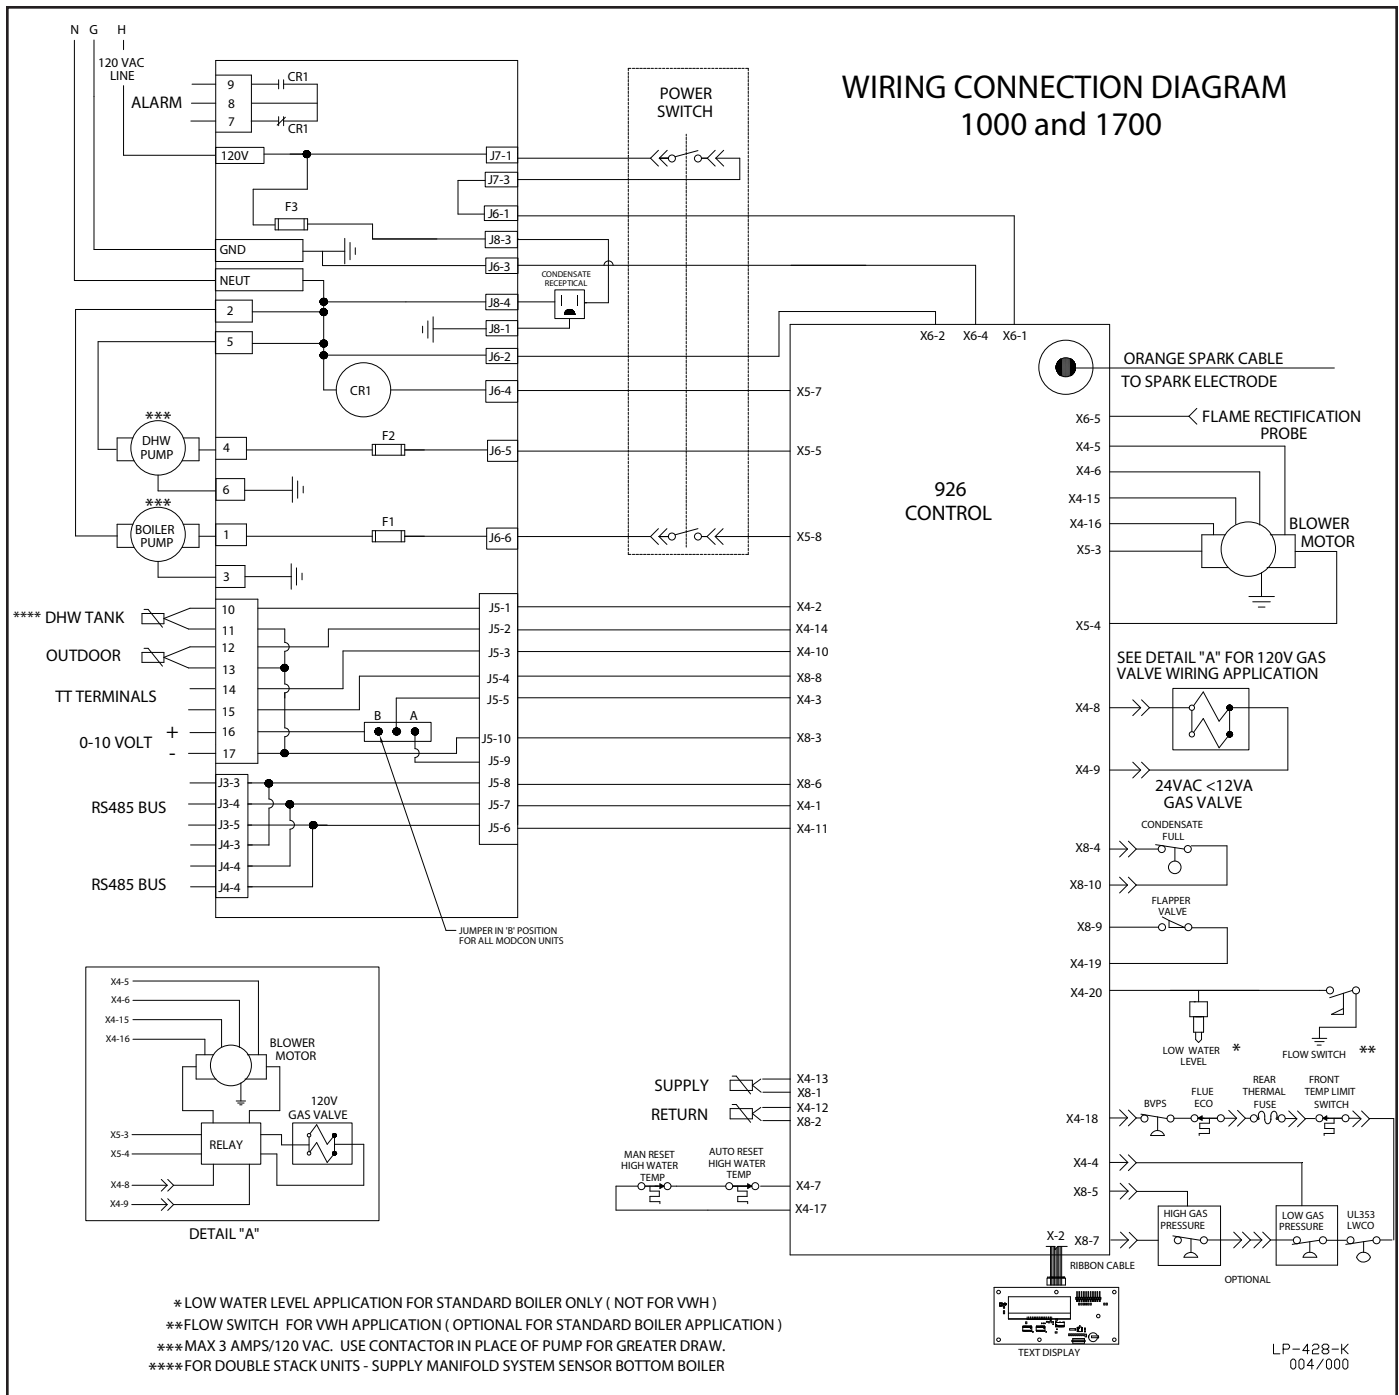 WIRING CONNECTION DIAGRAM
1000 and 1700
N G H
120 VAC
LINE
ALARM
9
8
7
CR1
CR1
120V
F3
GND
NEUT
2
5
CR1
J7-1
J7-3
J6-1
J8-3
J6-3
J8-4
J8-1
J6-2
J6-4
J6-5
J6-6
CONDENSATE
RECEPTICAL
POWER
SWITCH
***
DHW
PUMP
4
F2
6
***
BOILER
PUMP
1
F1
3
**** DHW TANK
OUTDOOR
TT TERMINALS
0-10 VOLT
+
-
RS485 BUS
RS485 BUS
10
11
12
13
14
15
16
17
J3-3
J3-4
J3-5
J4-3
J4-4
J4-4
B A
J5-1
J5-2
J5-3
J5-4
J5-5
J5-10
J5-9
J5-8
J5-7
J5-6
JUMPER IN 'B' POSITION
FOR ALL MODCON UNITS
926
CONTROL
X6-2 X6-4 X6-1
X5-7
X5-5
X5-8
X4-2
X4-14
X4-10
X8-8
X4-3
X8-3
X8-6
X4-1
X4-11
SUPPLY
RETURN
X4-13
X8-1
X4-12
X8-2
MAN RESET
HIGH WATER
TEMP
AUTO RESET
HIGH WATER
TEMP
X4-7
X4-17
ORANGE SPARK CABLE
TO SPARK ELECTRODE
X6-5
FLAME RECTIFICATION
PROBE
X4-5
X4-6
X4-15
X4-16
X5-3
BLOWER
MOTOR
X5-4
SEE DETAIL "A" FOR 120V GAS
VALVE WIRING APPLICATION
X4-8
X4-9
24VAC <12VA
GAS VALVE
CONDENSATE
FULL
X8-4
X8-10
FLAPPER
VALVE
X8-9
X4-19
X4-20
LOW WATER
LEVEL
*
FLOW SWITCH
**
X4-18
BVPS
FLUE
ECO
REAR
THERMAL
FUSE
FRONT
TEMP LIMIT
SWITCH
X4-4
X8-5
X8-7
HIGH GAS
PRESSURE
LOW GAS
PRESSURE
UL353
LWCO
OPTIONAL
X-2
RIBBON CABLE
TEXT DISPLAY
X4-5
X4-6
X4-15
X4-16
BLOWER
MOTOR
120V
GAS VALVE
X5-3
X5-4
RELAY
X4-8
X4-9
DETAIL "A"
* LOW WATER LEVEL APPLICATION FOR STANDARD BOILER ONLY ( NOT FOR VWH )
**FLOW SWITCH FOR VWH APPLICATION ( OPTIONAL FOR STANDARD BOILER APPLICATION )
***MAX 3 AMPS/120 VAC. USE CONTACTOR IN PLACE OF PUMP FOR GREATER DRAW.
****FOR DOUBLE STACK UNITS - SUPPLY MANIFOLD SYSTEM SENSOR BOTTOM BOILER
LP-428-K
004/000